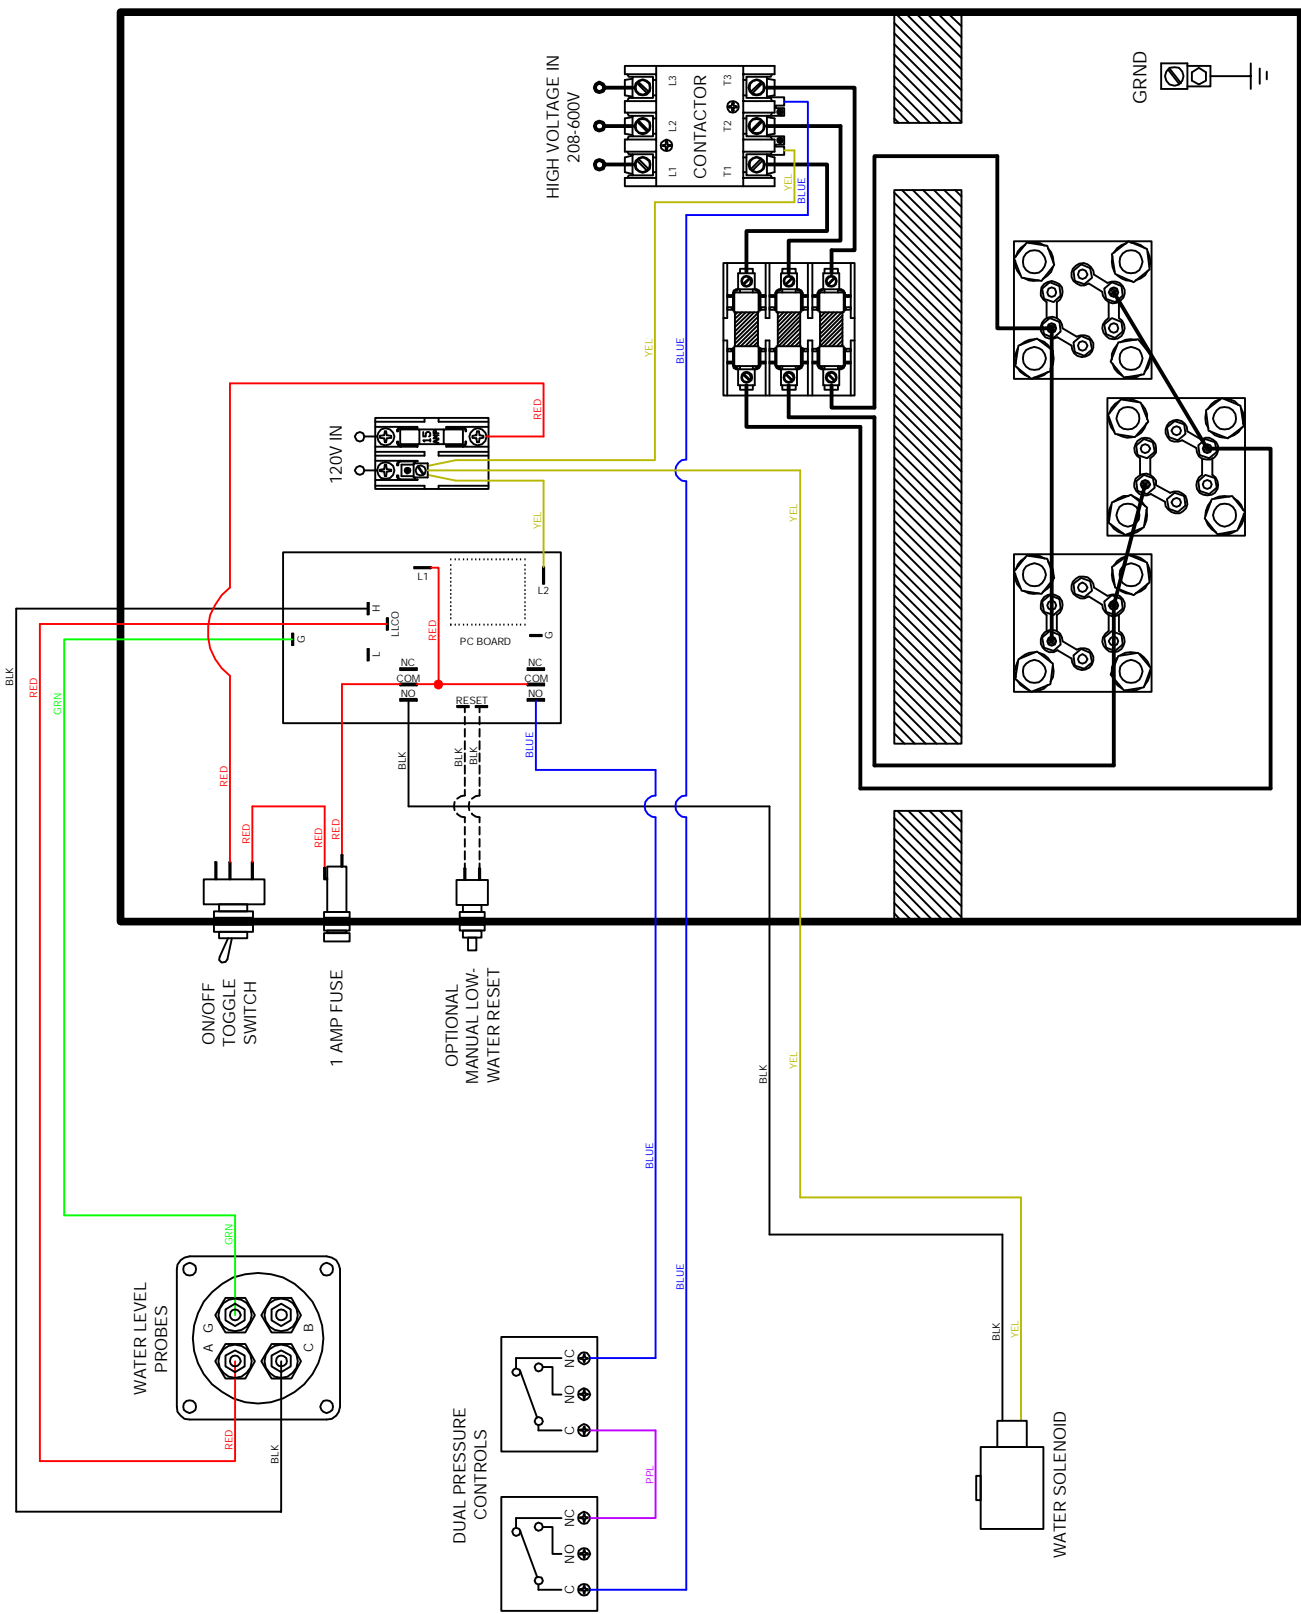 HIGH VOLTAGE IN
208-600V
L1
L2
L3
CONTACTOR
T1
T2
T3
YEL
BLUE
GRND
YEL
BLUE
RED
120V IN
15
AMP
YEL
YEL
L1
L2
PC BOARD
G
H
LLCO
L
G
RED
NC
COM
NO
NC
COM
NO
RESET
BLK
BLK
BLK
BLUE
BLK
RED
GRN
RED
RED
RED
RED
ON/OFF
TOGGLE
SWITCH
1 AMP FUSE
OPTIONAL
MANUAL LOW-
WATER RESET
BLK
YEL
BLUE
BLUE
GRN
WATER LEVEL
PROBES
A
G
C
B
RED
BLK
DUAL PRESSURE
CONTROLS
C
NO
NC
PPL
C
NO
NC
BLK
YEL
WATER SOLENOID